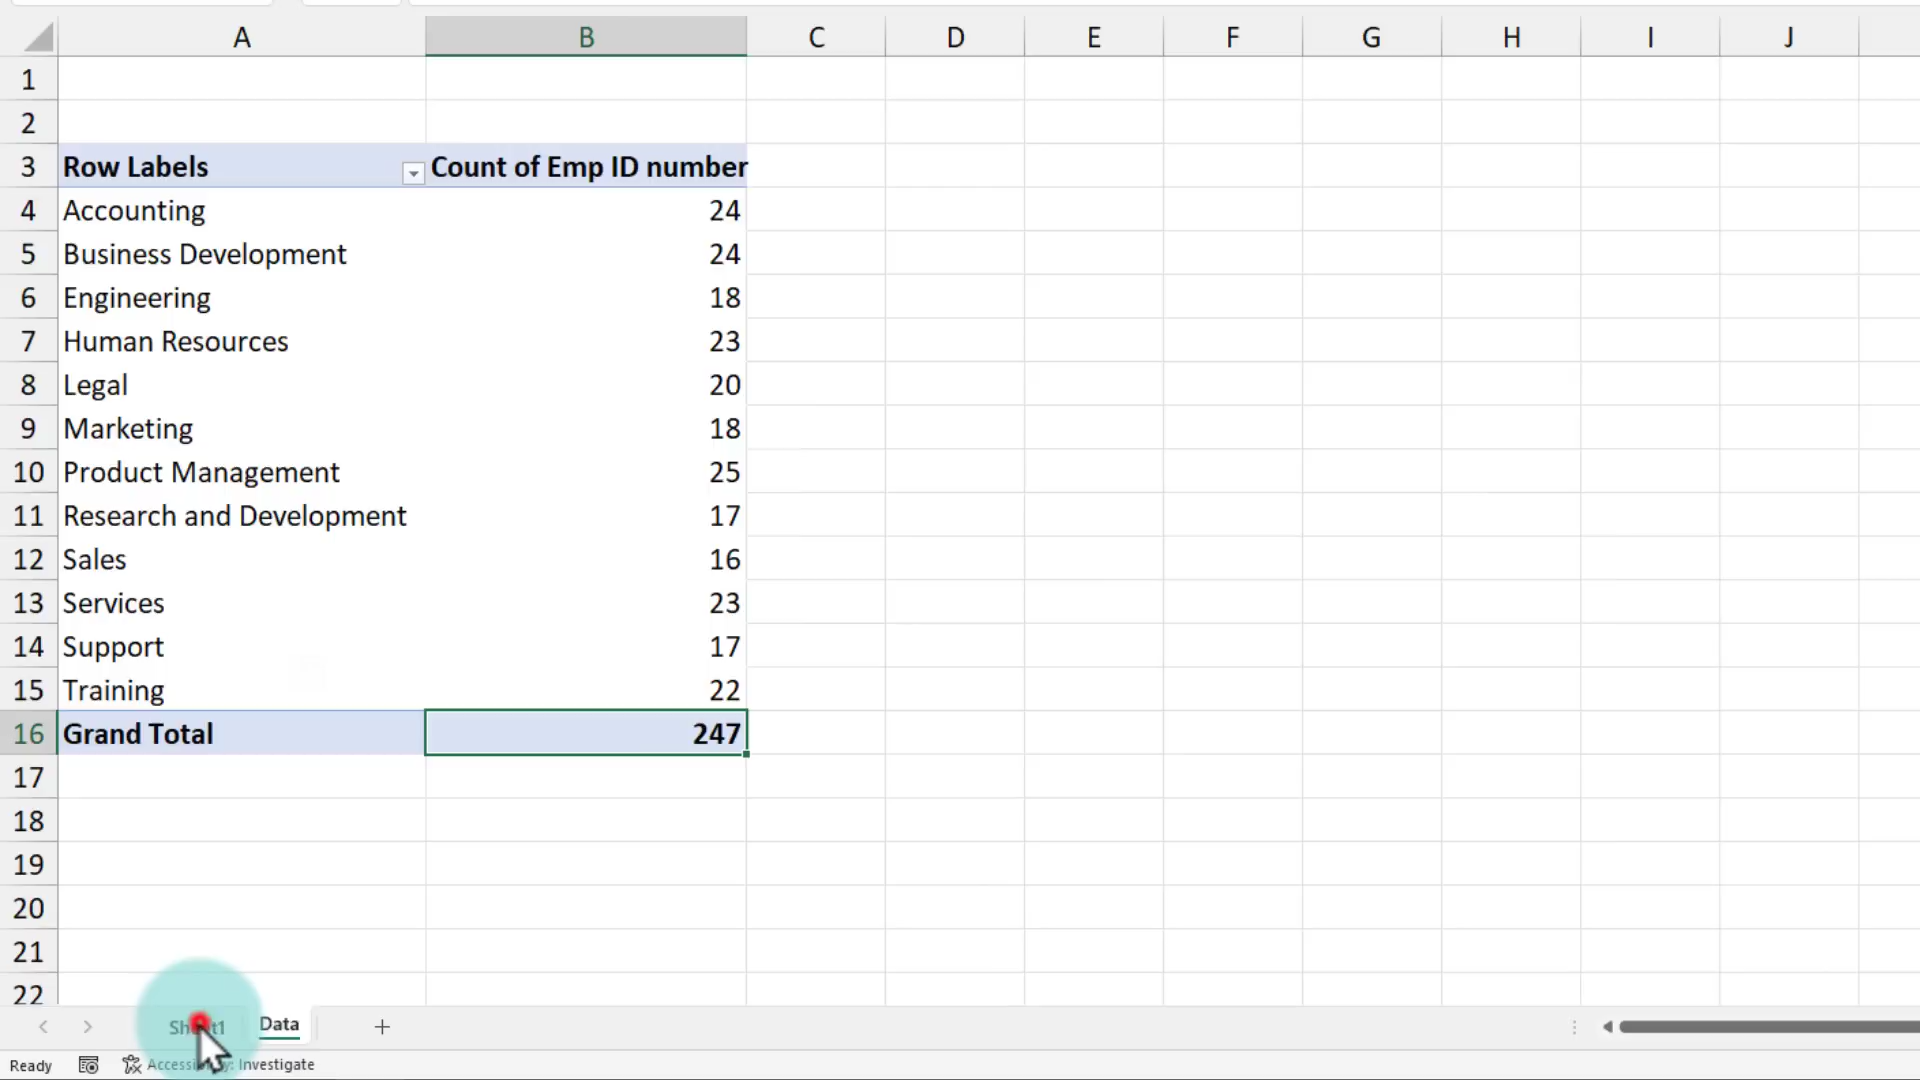 A B C D E F G H I J
1
2
3 Row Labels Count of Emp ID number
4 Accounting 24
5 Business Development 24
6 Engineering 18
7 Human Resources 23
8 Legal 20
9 Marketing 18
10 Product Management 25
11 Research and Development 17
12 Sales 16
13 Services 23
14 Support 17
15 Training 22
16 Grand Total 247
17
18
19
20
21
22
Data +
Ready Investigate